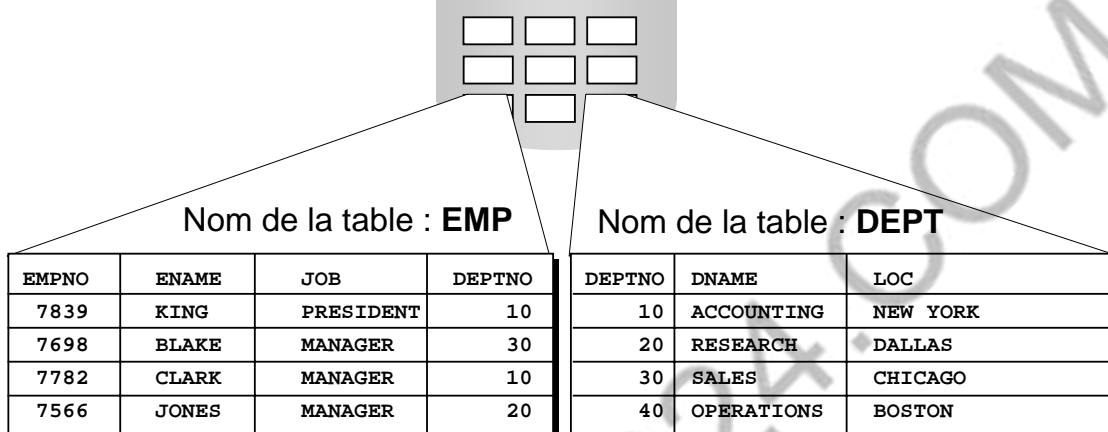 Nom de la table : EMP
EMPNO ENAME JOB DEPTNO
7839 KING PRESIDENT 10
7698 BLAKE MANAGER 30
7782 CLARK MANAGER 10
7566 JONES MANAGER 20
Nom de la table : DEPT
DEPTNO DNAME LOC
10 ACCOUNTING NEW YORK
20 RESEARCH DALLAS
30 SALES CHICAGO
40 OPERATIONS BOSTON
24.COM